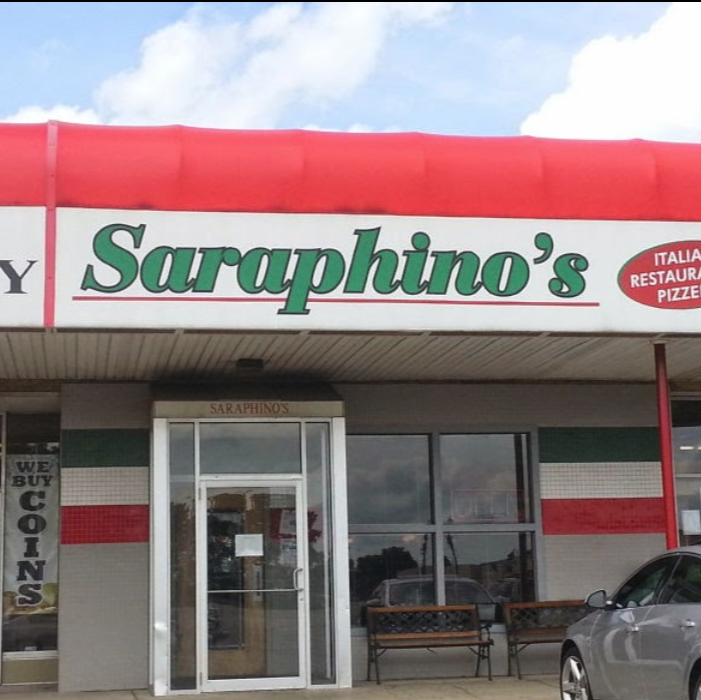 Y
Saraphino's
ITALIA
RESTAURA
PIZZE
SARAPHINO'S
WE
BUY
COINS